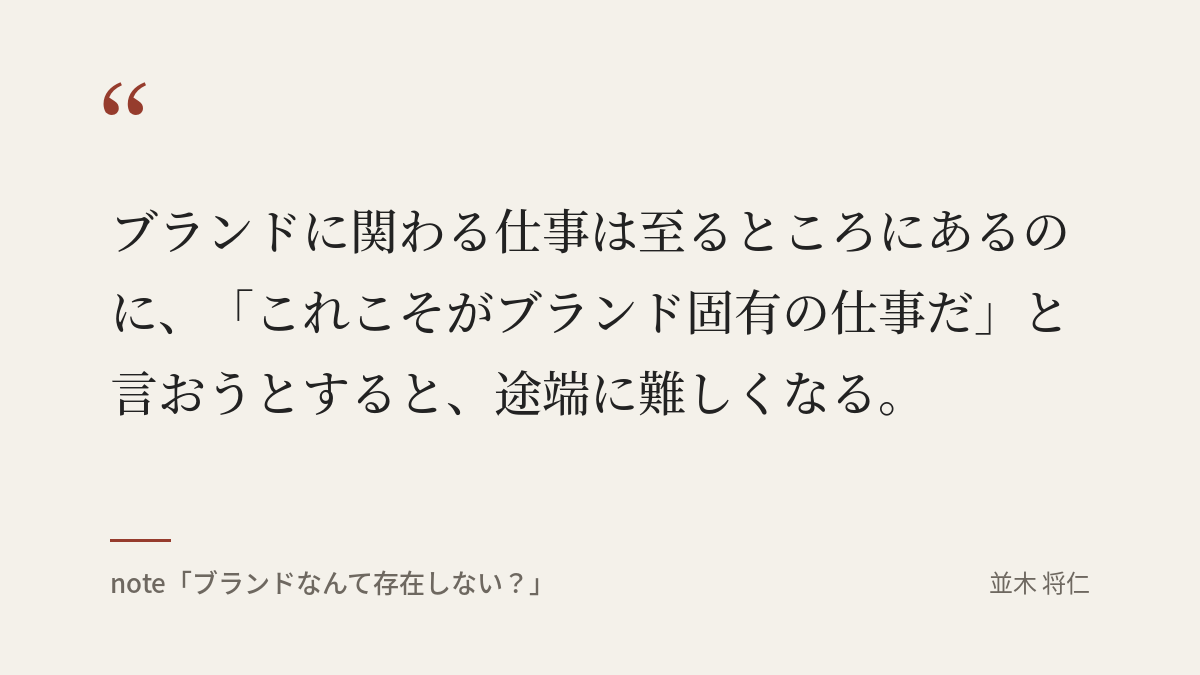 “
ブランドに関わる仕事は至るところにあるの
に、「これこそがブランド固有の仕事だ」と
言おうとすると、途端に難しくなる。
note「ブランドなんて存在しない？」
並木 将仁